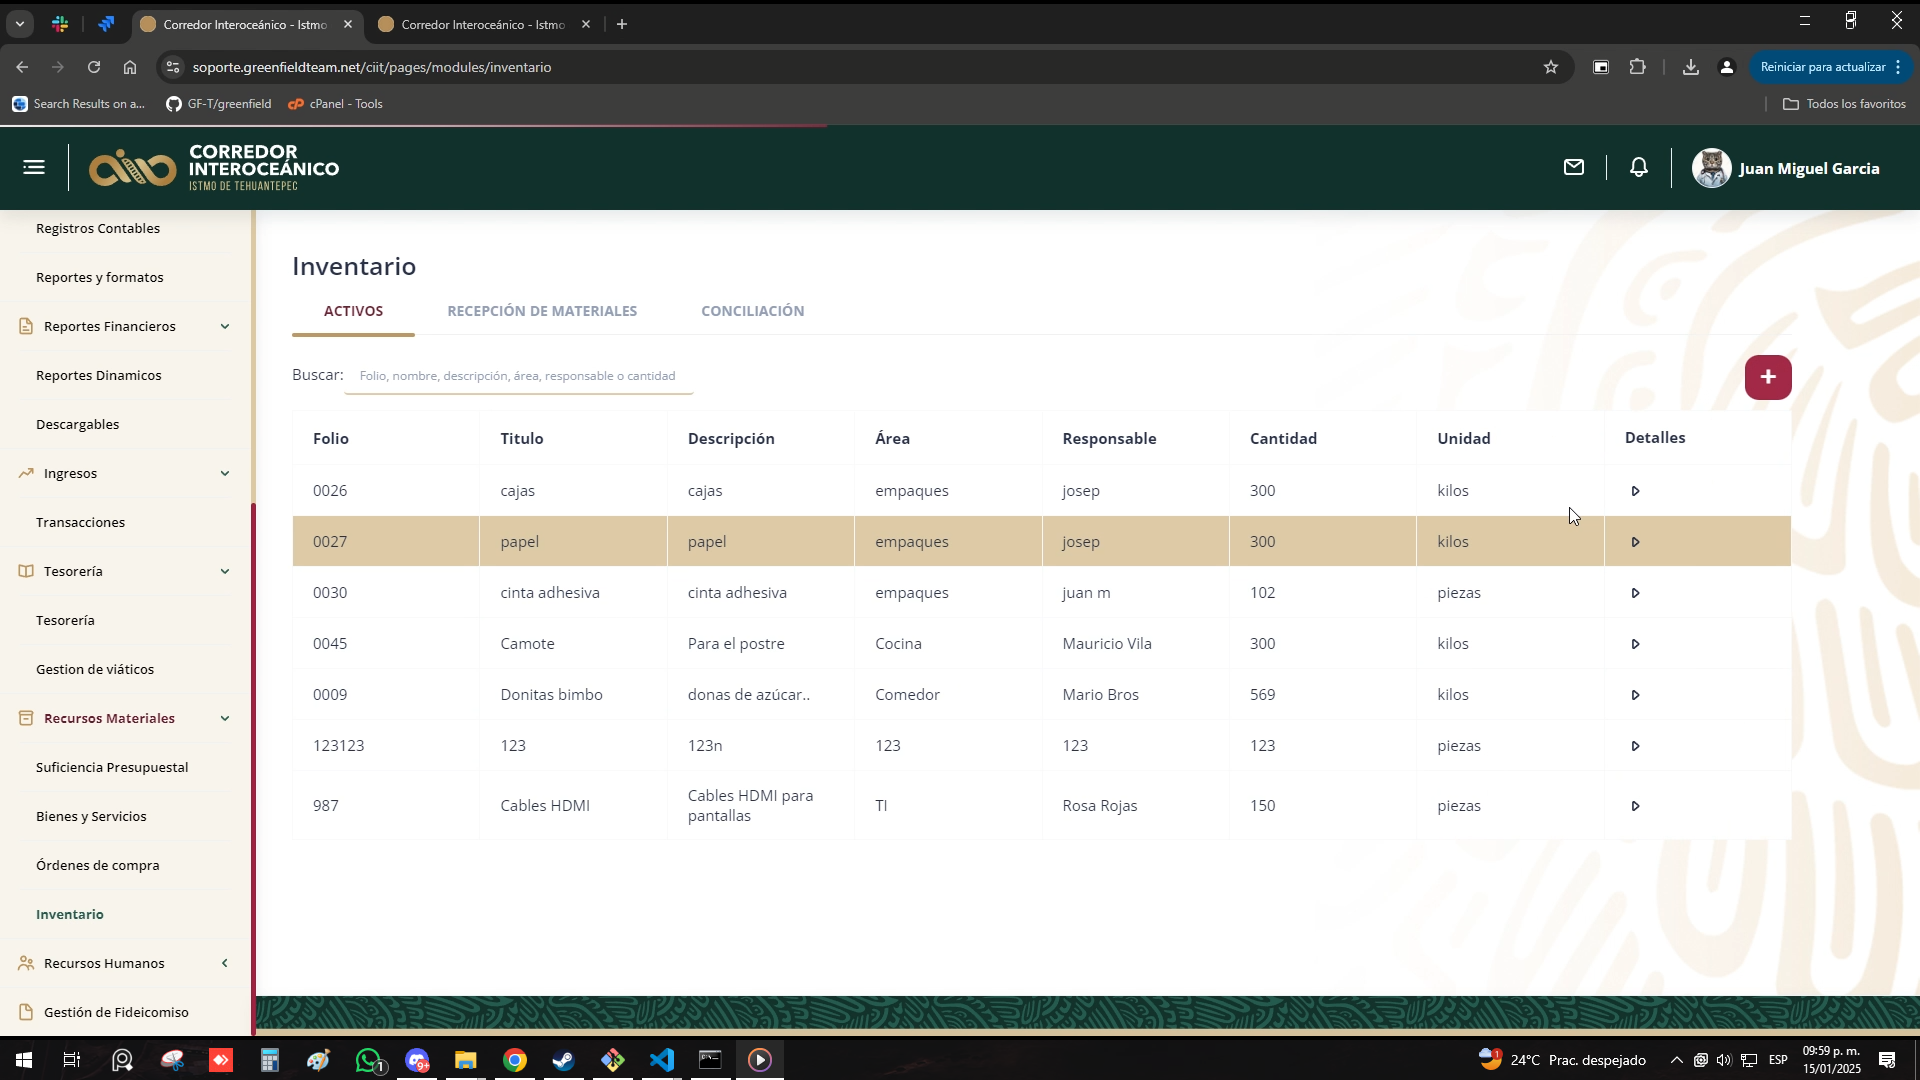 Corredor Interoceánico - Istmo
Corredor Interoceánico - Istmo
soporte.greenfieldteam.net/ciit/pages/modules/inventario
Reiniciar para actualizar
Search Results on a...
GF-T/greenfield
cPanel - Tools
Todos los favoritos
CORREDOR
INTEROCEÁNICO
ISTMO DE TEHUANTEPEC
Juan Miguel Garcia
Registros Contables
Reportes y formatos
Reportes Financieros
Reportes Dinamicos
Descargables
Ingresos
Transacciones
Tesorería
Tesorería
Gestion de viáticos
Recursos Materiales
Suficiencia Presupuestal
Bienes y Servicios
Órdenes de compra
Inventario
Recursos Humanos
Gestión de Fideicomiso
Inventario
ACTIVOS RECEPCIÓN DE MATERIALES CONCILIACIÓN
Buscar: Folio, nombre, descripción, área, responsable o cantidad
+
Folio Titulo Descripción Área Responsable Cantidad Unidad Detalles
0026 cajas cajas empaques josep 300 kilos
0027 papel papel empaques josep 300 kilos
0030 cinta adhesiva cinta adhesiva empaques juan m 102 piezas
0045 Camote Para el postre Cocina Mauricio Vila 300 kilos
0009 Donitas bimbo donas de azúcar.. Comedor Mario Bros 569 kilos
123123 123 123n 123 123 123 piezas
987 Cables HDMI Cables HDMI para pantallas TI Rosa Rojas 150 piezas
1
9+
1
24°C Prac. despejado
ESP
09:59 p. m.
15/01/2025